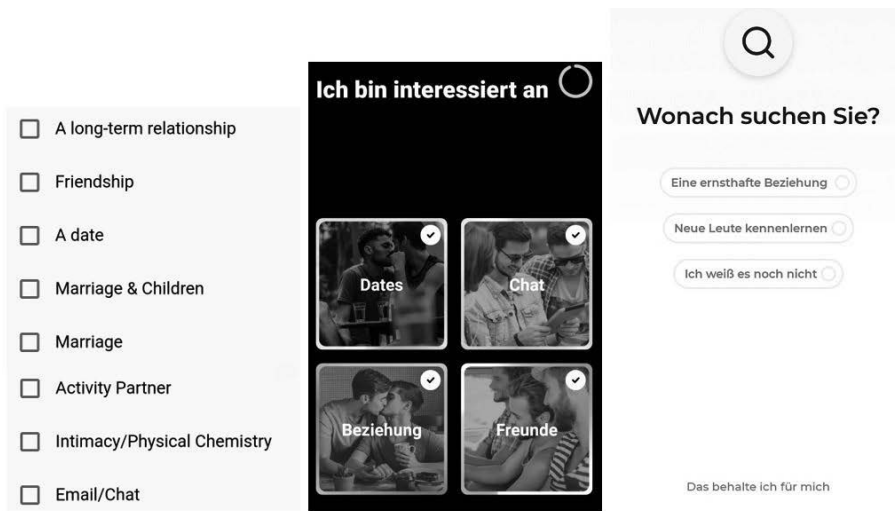 A long-term relationship
Friendship
A date
Marriage & Children
Marriage
Activity Partner
Intimacy/Physical Chemistry
Email/Chat
Ich bin interessiert an
Dates
Chat
Beziehung
Freunde
Wonach suchen Sie?
Eine ernsthafte Beziehung
Neue Leute kennenlernen
Ich weiß es noch nicht
Das behalte ich für mich